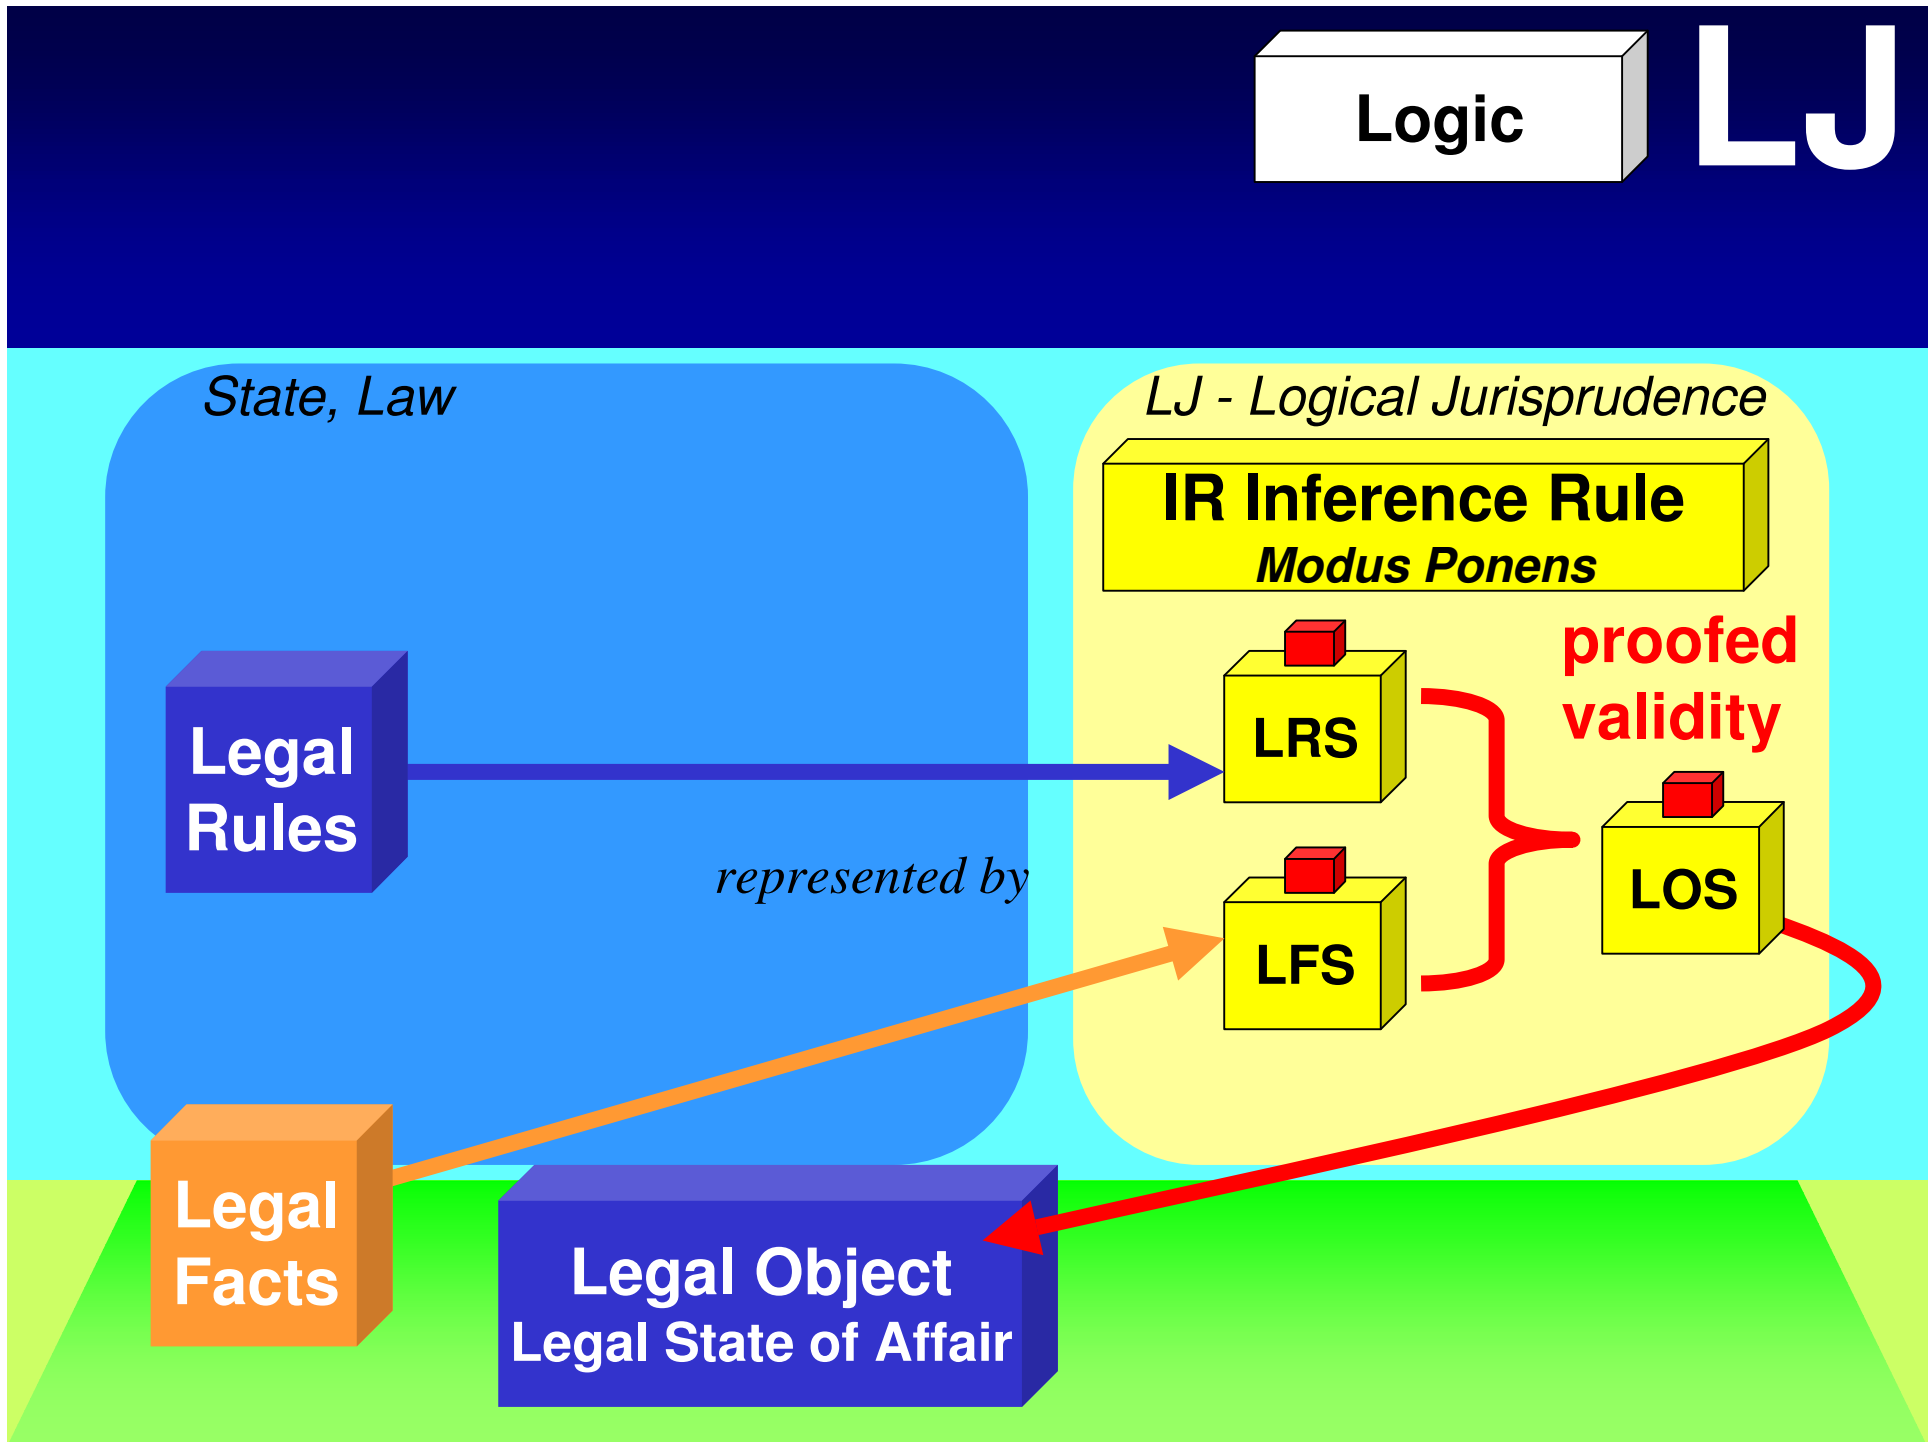 Logic
LJ
State, Law
LJ - Logical Jurisprudence
IR Inference Rule
Modus Ponens
proofed
validity
LRS
Legal
Rules
represented by
LOS
LFS
Legal
Facts
Legal Object
Legal State of Affair